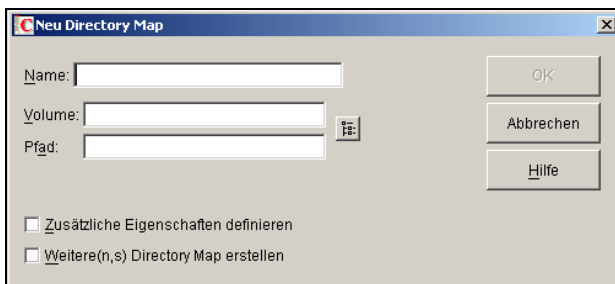 Neu Directory Map
Name:
OK
Volume:
Abbrechen
Pfad:
Hilfe
Zusätzliche Eigenschaften definieren
Weitere(n,s) Directory Map erstellen